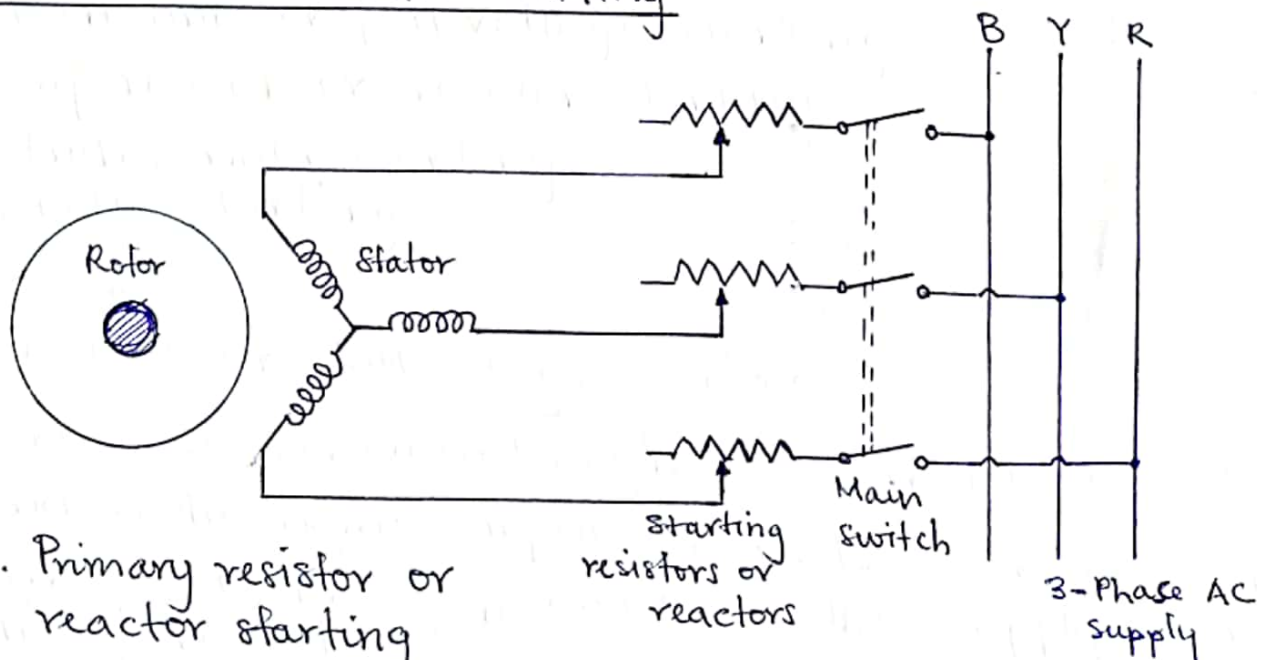 B Y R
Rotor
Stator
Starting
resistors or
reactors
Main
switch
3-Phase AC
supply
. Primary resistor or
reactor starting